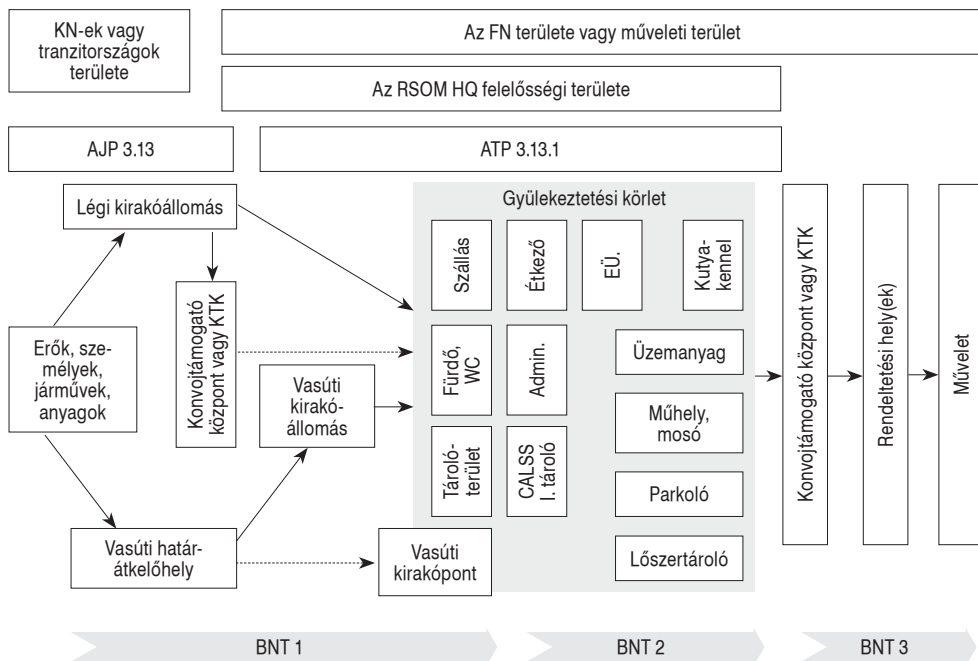 KN-ek vagy
tranzitországok
területe
Az FN területe vagy műveleti terület
Az RSOM HQ felelősségi területe
AJP 3.13
ATP 3.13.1
Légi kirakóállomás
Erők, sze-
mélyek,
járművek,
anyagok
Konvojtámogató
központ vagy KTK
Vasúti
kirakó-
állomás
Vasúti határ-
átkelőhely
Vasúti
kirakópont
Gyülekeztetési körlet
Szállás
Étkező
EÜ.
Kutya-
kennel
Fürdő,
WC
Admin.
Üzemanyag
Műhely,
mosó
Tároló-
terület
CALSS
I. tároló
Parkoló
Lőszertároló
Konvojtámogató központ vagy KTK
Rendeltetési hely(ek)
Művelet
BNT 1
BNT 2
BNT 3